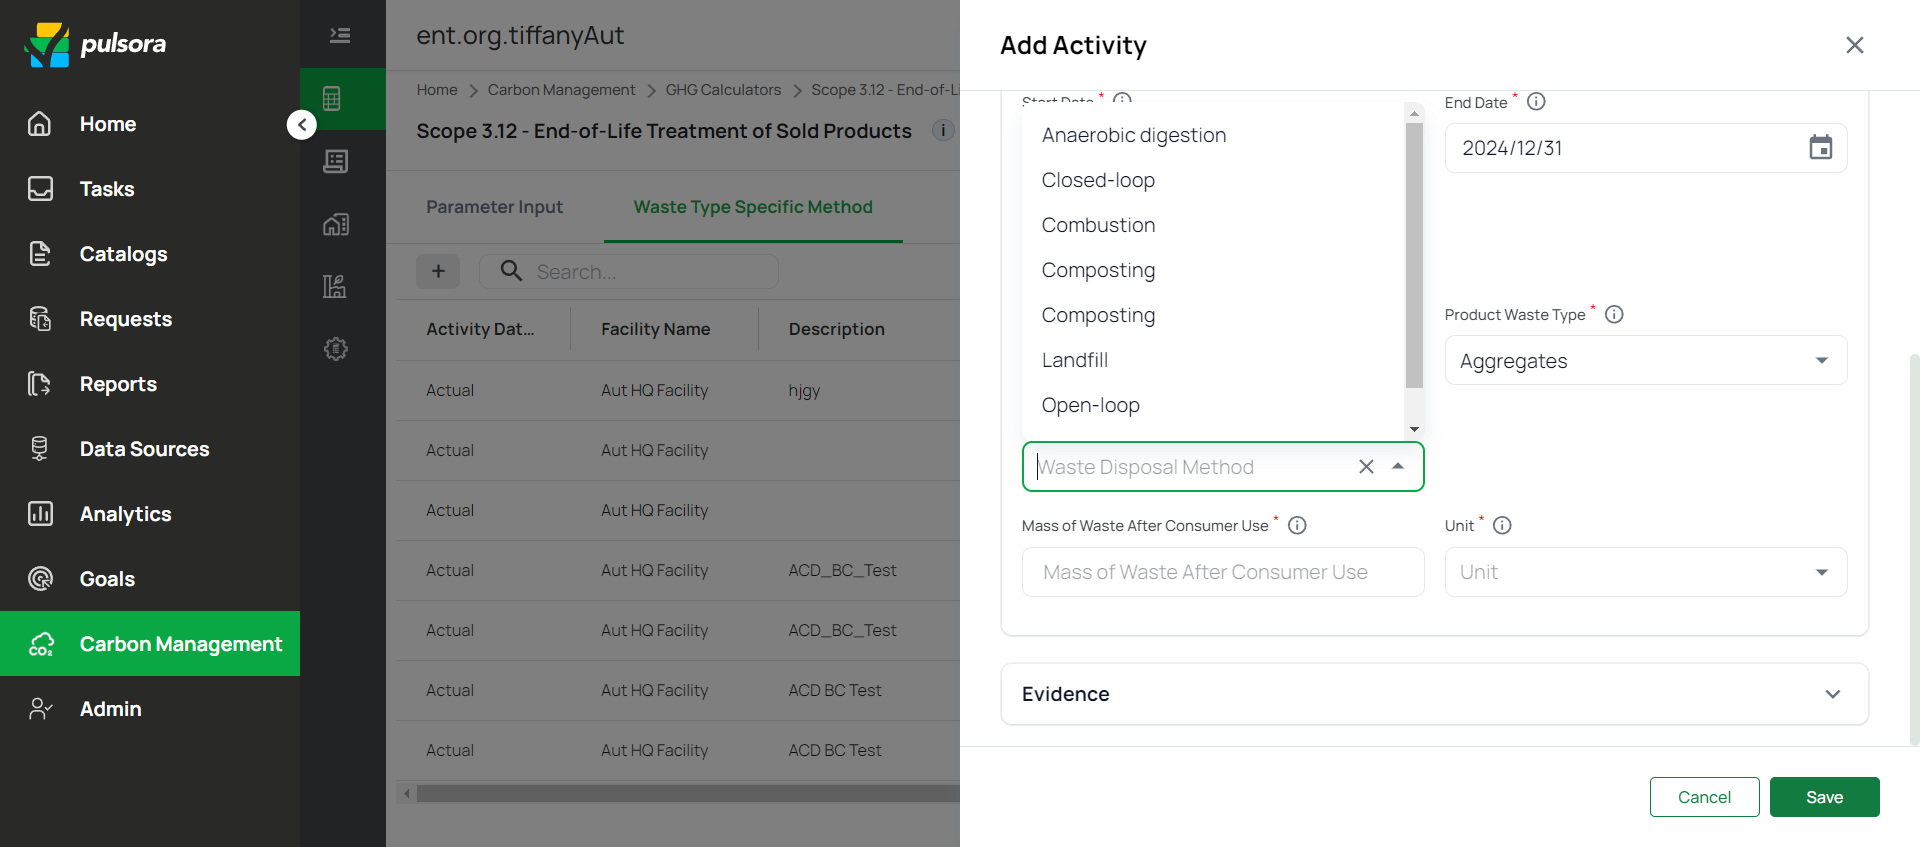 pulsora
Home
Tasks
Catalogs
Requests
Reports
Data Sources
Analytics
Goals
Carbon Management
Admin
ent.org.tiffanyAut
Home > Carbon Management > GHG Calculators > Scope 3.12 - End-of-L
Scope 3.12 - End-of-Life Treatment of Sold Products
Parameter Input Waste Type Specific Method
Search...
Activity Dat... Facility Name Description
Actual Aut HQ Facility hjgy
Actual Aut HQ Facility
Actual Aut HQ Facility
Actual Aut HQ Facility ACD_BC_Test
Actual Aut HQ Facility ACD_BC_Test
Actual Aut HQ Facility ACD BC Test
Actual Aut HQ Facility ACD BC Test
Add Activity
Start Date * End Date *
2024/12/31
Anaerobic digestion
Closed-loop
Combustion
Composting
Composting
Landfill
Open-loop
Product Waste Type *
Aggregates
Waste Disposal Method
Mass of Waste After Consumer Use * Unit *
Mass of Waste After Consumer Use Unit
Evidence
Cancel Save